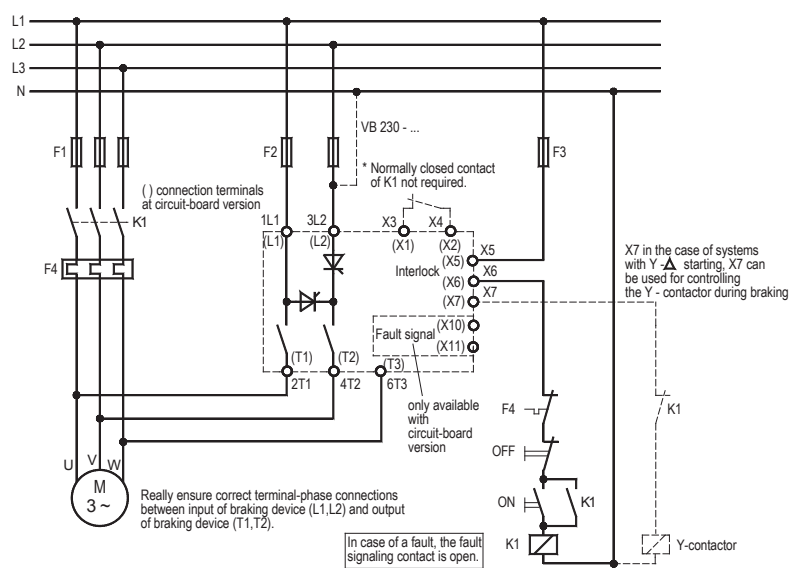 L1
L2
L3
N
VB 230 - ...
F1
F2
F3
* Normally closed contact
of K1 not required.
( ) connection terminals
at circuit-board version
K1
1L1
3L2
X3
X4
(L1)
(L2)
(X1)
(X2)
X5
(X5)
F4
Interlock
X6
(X6)
X7
(X7)
X7 in the case of systems
with Y -Δ starting, X7 can
be used for controlling
the Y - contactor during braking
Fault signal
(X10)
(X11)
(T1)
(T2)
(T3)
2T1
4T2
6T3
only available
with
circuit-board
version
F4
K1
OFF
U
V
W
M
3 ~
Really ensure correct terminal-phase connections
between input of braking device (L1,L2) and output
of braking device (T1,T2).
ON
K1
In case of a fault, the fault
signaling contact is open.
K1
Y-contactor